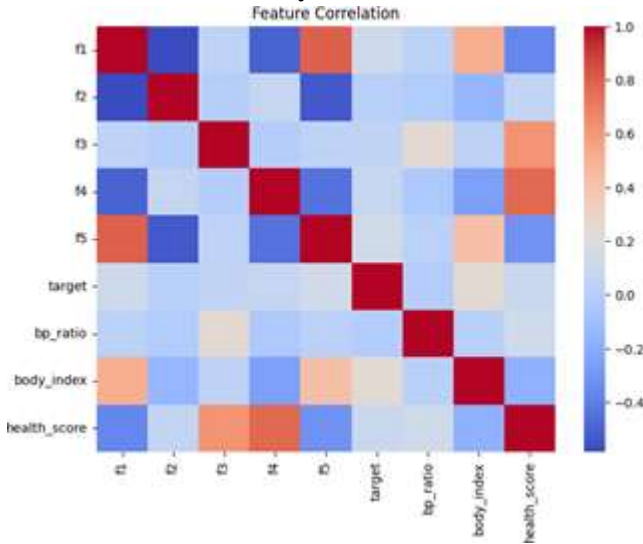 Feature Correlation
f1
f2
f3
f4
f5
target
bp_ratio
body_index
health_score
f1
f2
f3
f4
f5
target
bp_ratio
body_index
health_score
1.0
0.8
0.6
0.4
0.2
0.0
−0.2
−0.4